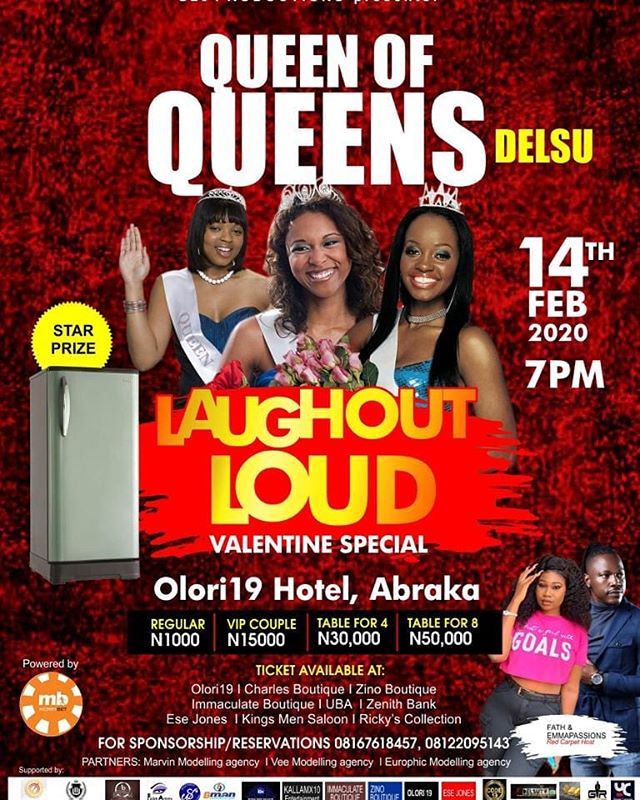 QUEEN OF
QUEENS DELSU
14TH
FEB
2020
7PM
STAR
PRIZE
QUEEN
LAUGHOUT
LOUD
VALENTINE SPECIAL
Olori19 Hotel, Abraka
REGULAR
N1000
VIP COUPLE
N15000
TABLE FOR 4
N30,000
TABLE FOR 8
N50,000
GOALS
Powered by
mb
TICKET AVAILABLE AT:
Olori19 I Charles Boutique I Zino Boutique
Immaculate Boutique I UBA I Zenith Bank
Ese Jones I Kings Men Saloon I Ricky's Collection
FATH &
EMMAPASSIONS
Red Carpet Host
FOR SPONSORSHIP/RESERVATIONS 08167618457, 08122095143
PARTNERS: Marvin Modelling agency I Vee Modelling agency I Europhic Modelling agency
Supported by:
KALLAMX10
Entertainment
IMMACULATE
BOUTIQUE
ZINO
BOUTIQUE
OLORI 19
ESE JONES